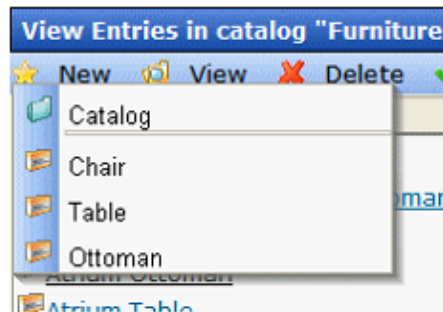 View Entries in catalog "Furniture
New View Delete
Catalog
Chair
Table
Ottoman
Atrium Ottoman
Atrium Table